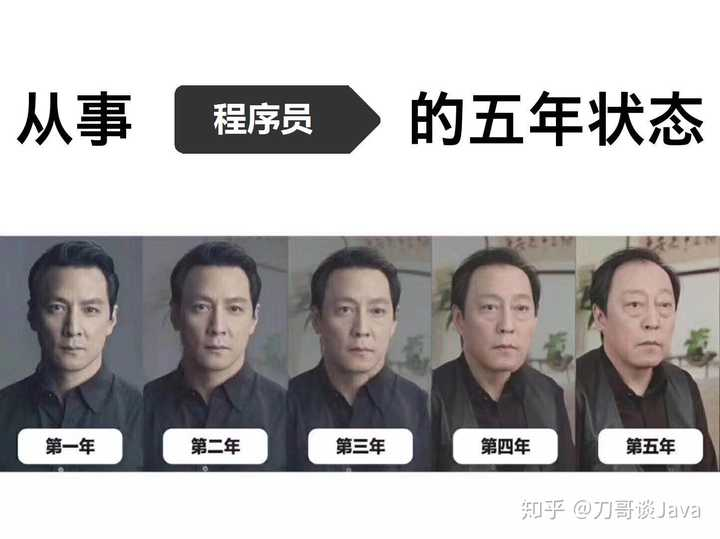 从事 程序员 的五年状态
第一年 第二年 第三年 第四年 第五年
知乎 @刀哥谈Java